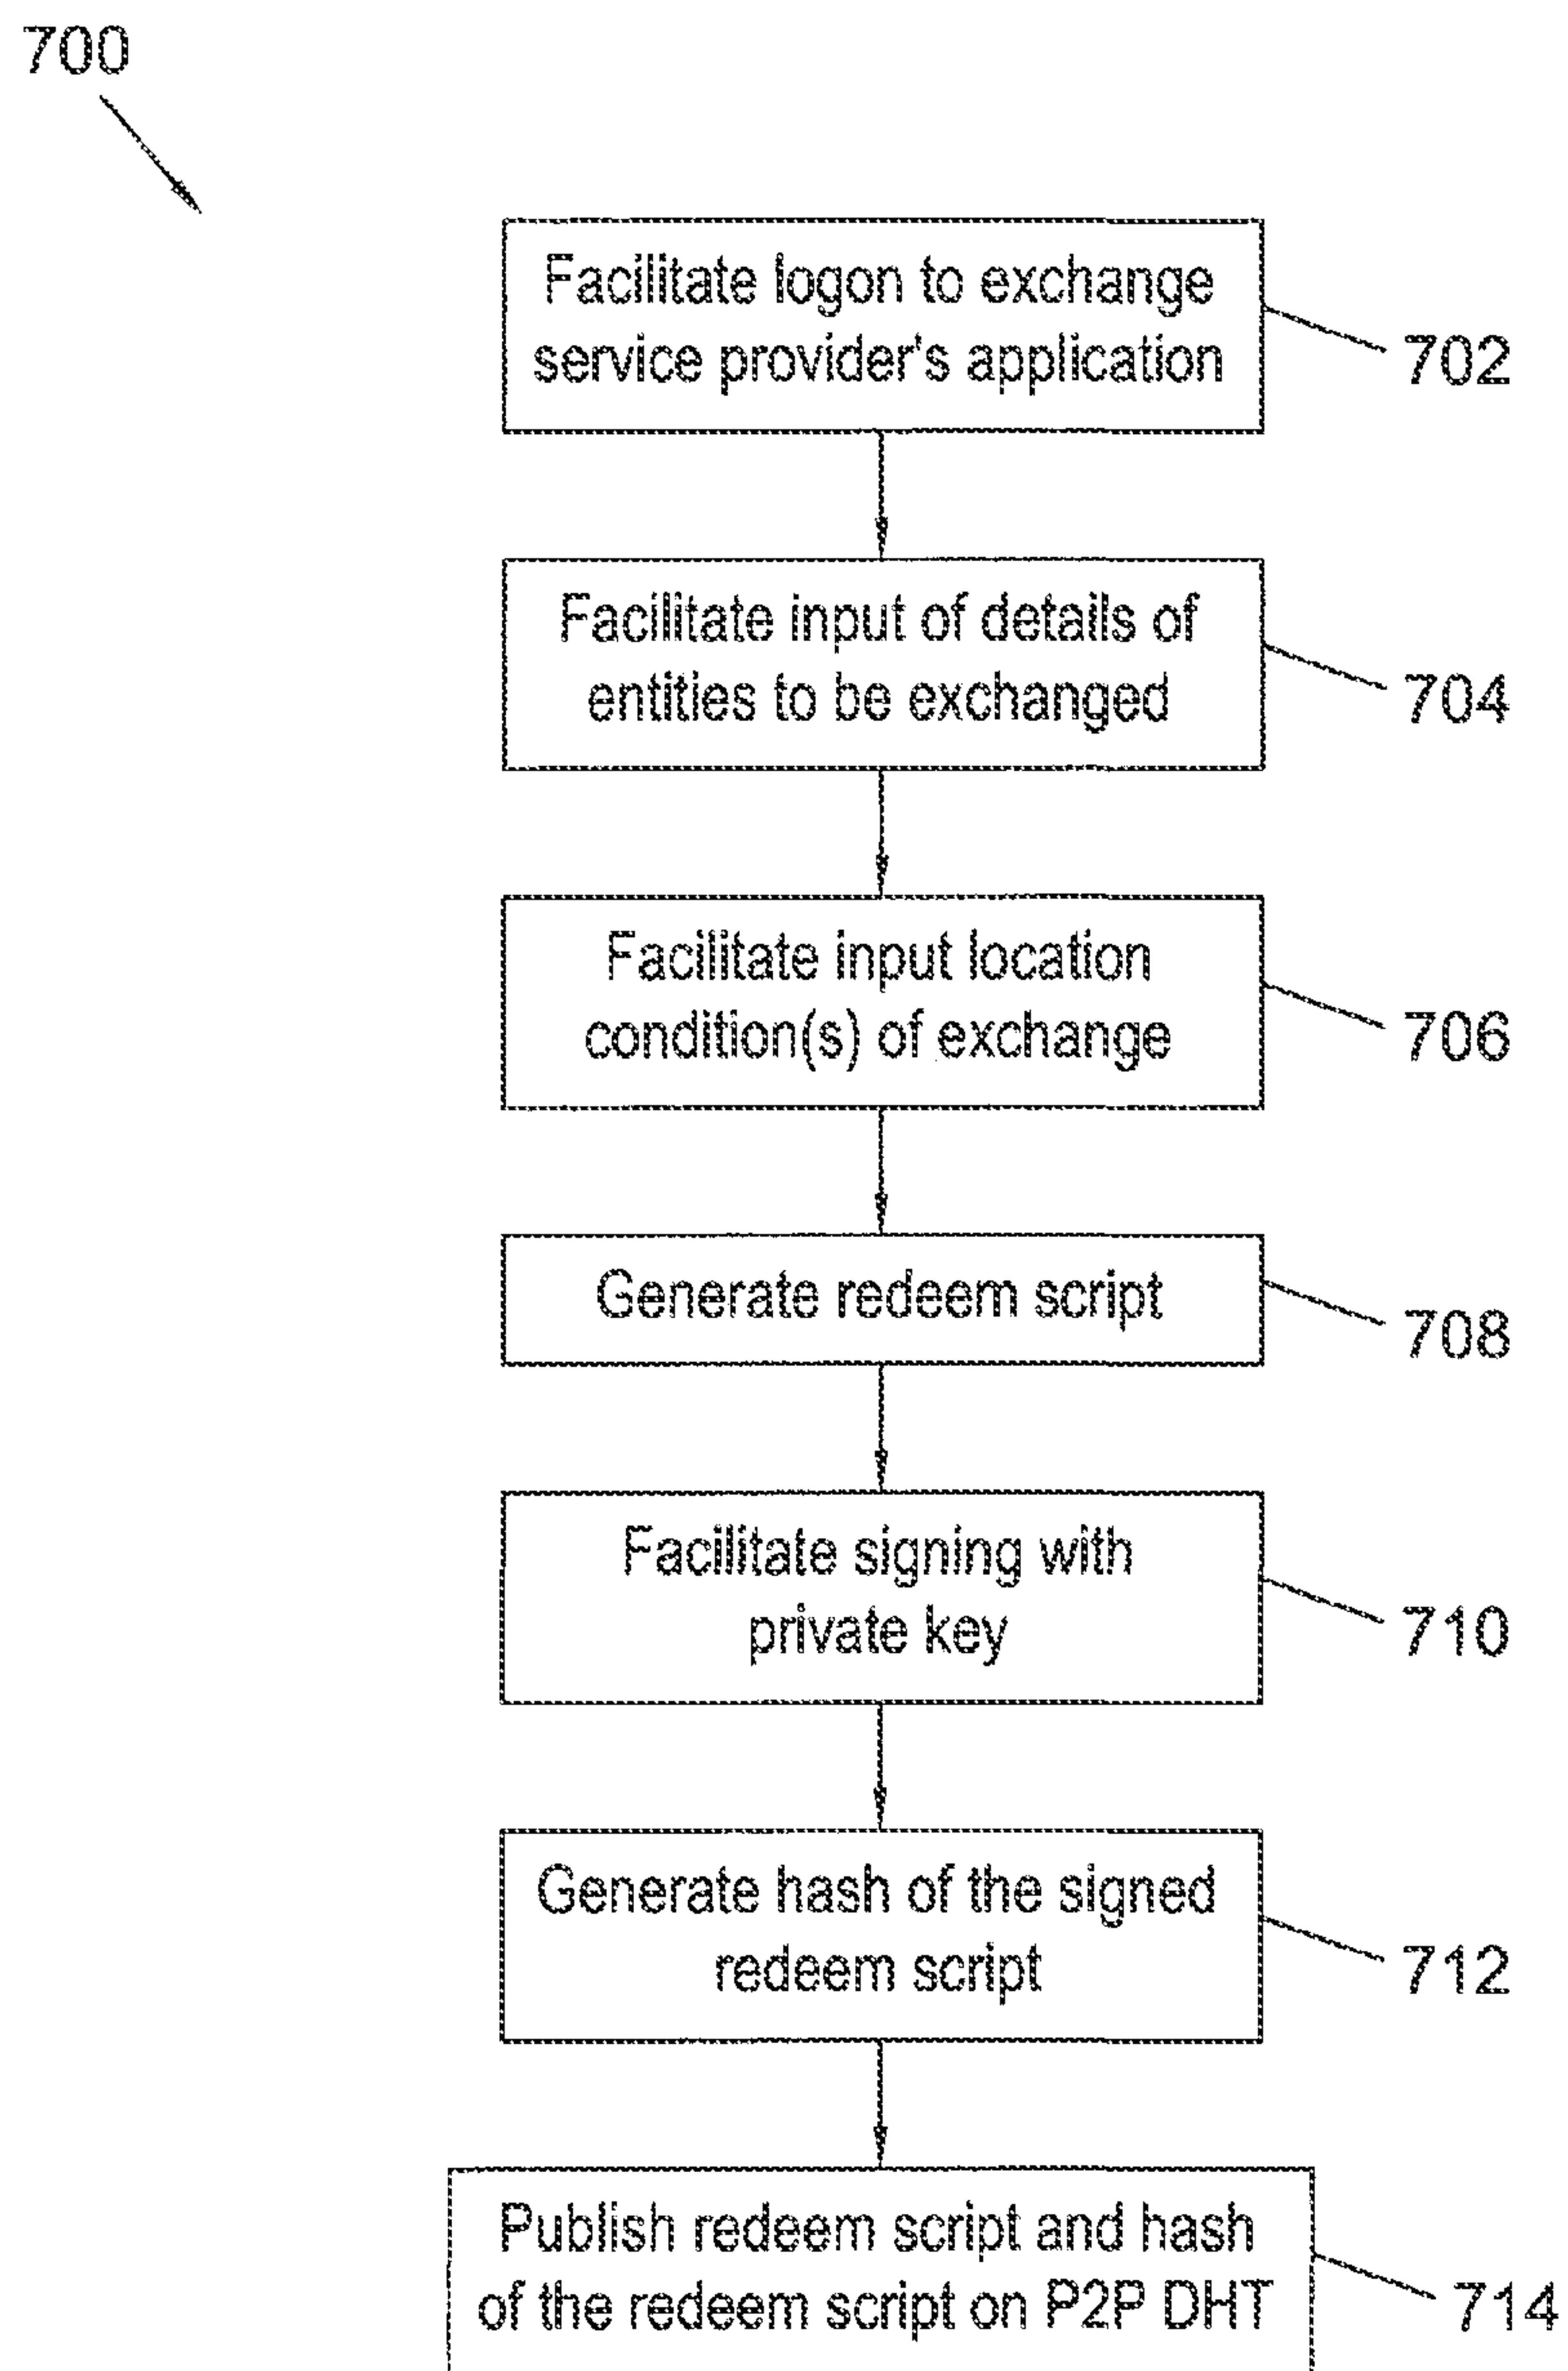 700
Facilitate logon to exchange
service provider's application
702
Facilitate input of details of
entities to be exchanged
704
Facilitate input location
condition(s) of exchange
706
Generate redeem script
708
Facilitate signing with
private key
710
Generate hash of the signed
redeem script
712
Publish redeem script and hash
of the redeem script on P2P DHT
714